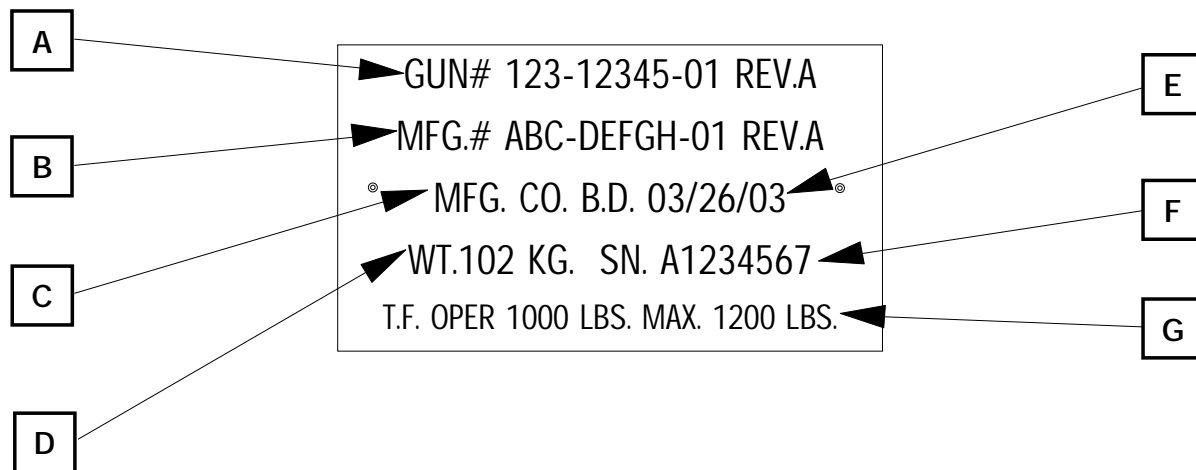 A
GUN# 123-12345-01 REV.A
E
B
MFG.# ABC-DEFGH-01 REV.A
MFG. CO. B.D. 03/26/03
F
C
WT.102 KG. SN. A1234567
T.F. OPER 1000 LBS. MAX. 1200 LBS.
G
D